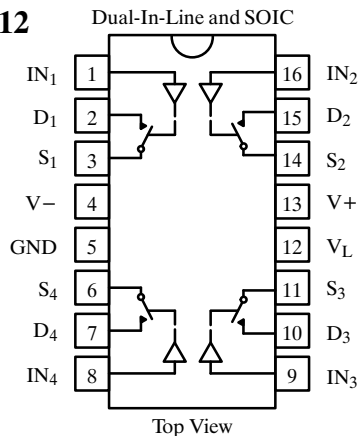 12
Dual-In-Line and SOIC
IN₁ 1 16 IN₂
D₁ 2 15 D₂
S₁ 3 14 S₂
V− 4 13 V+
GND 5 12 V_L
S₄ 6 11 S₃
D₄ 7 10 D₃
IN₄ 8 9 IN₃
Top View